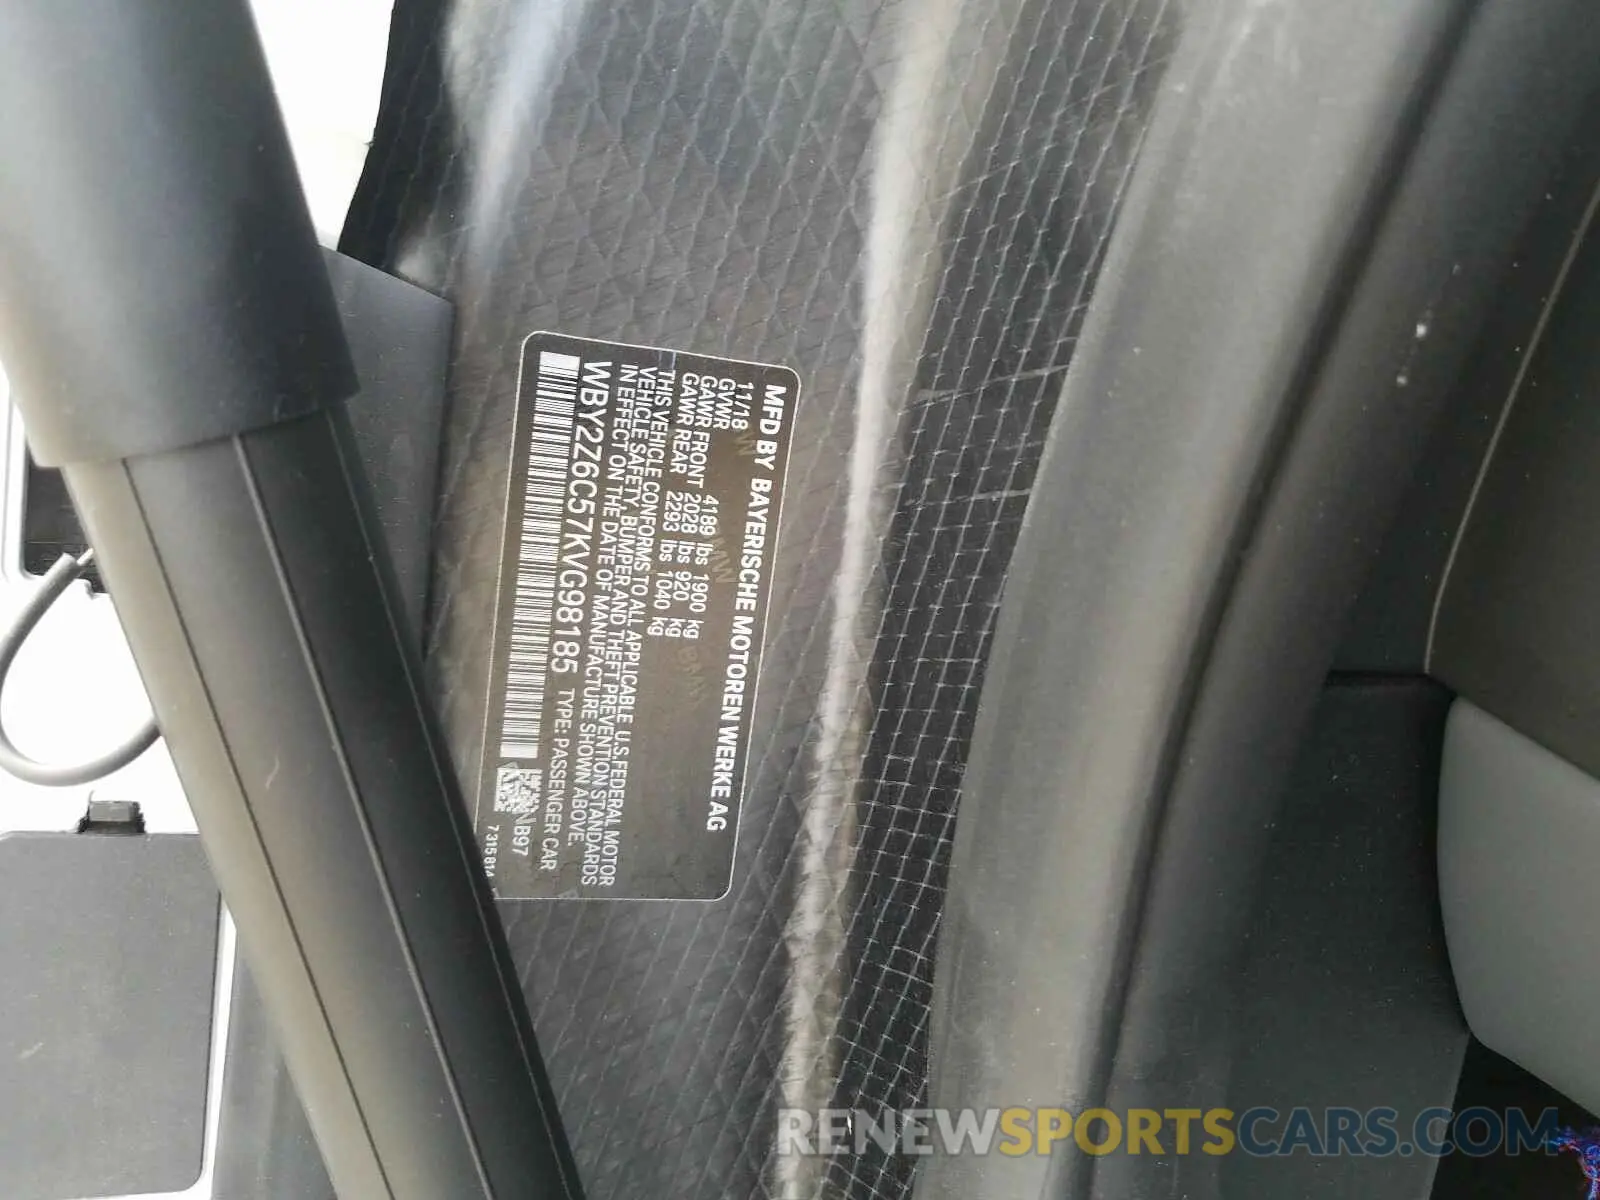 MFD BY BAYERISCHE MOTOREN WERKE AG
11/18
GVWR 4189 lbs 1900 kg
GAWR FRONT 2028 lbs 920 kg
GAWR REAR 2293 lbs 1040 kg
THIS VEHICLE CONFORMS TO ALL APPLICABLE U.S.FEDERAL MOTOR
VEHICLE SAFETY, BUMPER AND THEFT PREVENTION STANDARDS
IN EFFECT ON THE DATE OF MANUFACTURE SHOWN ABOVE.
WBY2Z6C57KVG98185 TYPE: PASSENGER CAR
B97
RENEWSPORTSCARS.COM